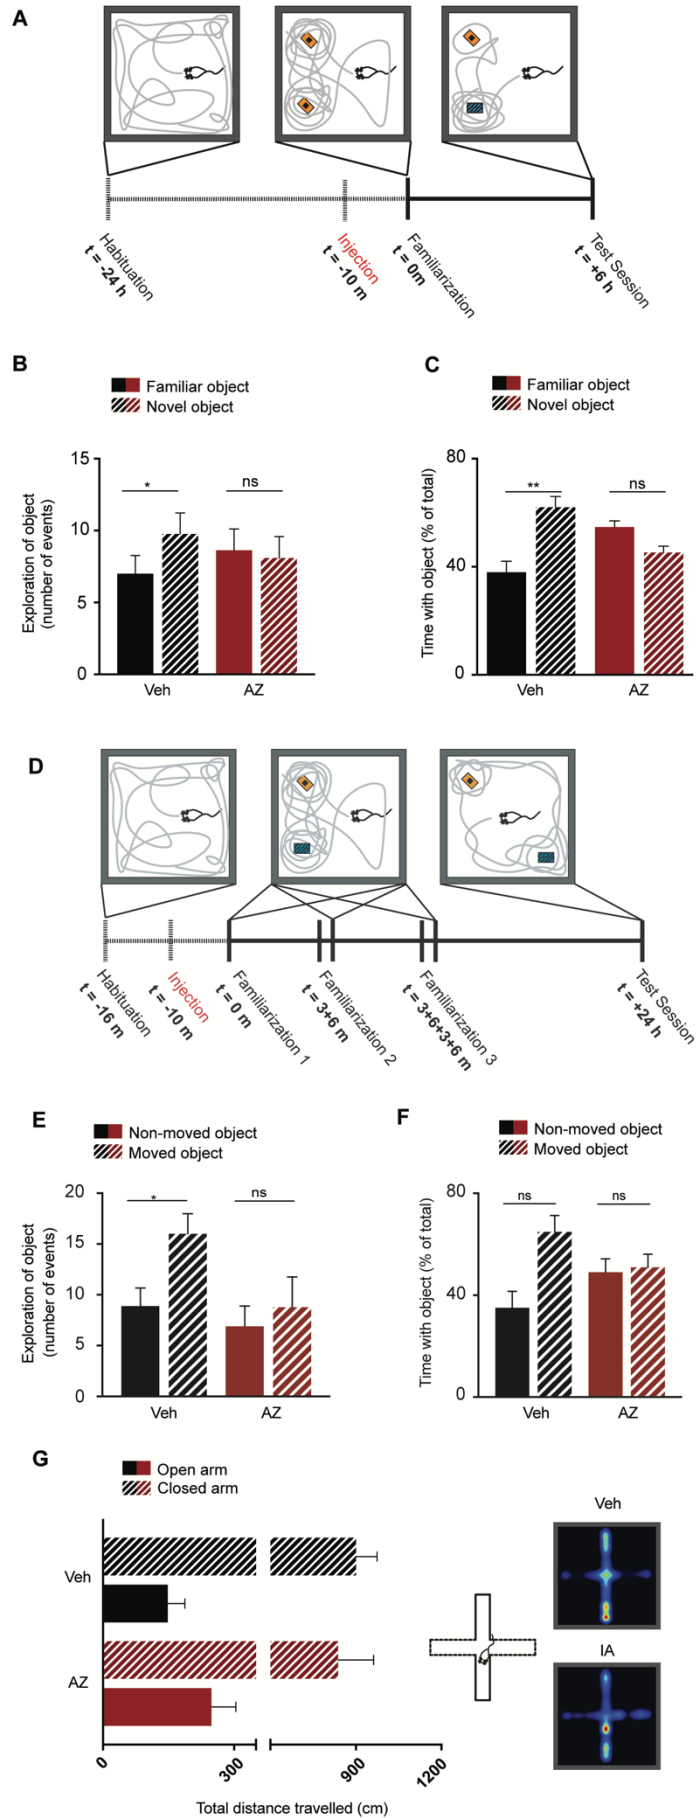 A
Habituation
t = -24 h
Injection
t = -10 m
Familiarization
t = 0m
Test Session
t = +6 h
B
Familiar object
Novel object
Exploration of object
(number of events)
15
10
5
0
*
ns
Veh
AZ
C
Familiar object
Novel object
Time with object (% of total)
80
40
0
**
ns
Veh
AZ
D
Habituation
t = -16 m
Injection
t = -10 m
Familiarization 1
t = 0 m
Familiarization 2
t = 3+6 m
Familiarization 3
t = 3+6+3+6 m
Test Session
t = +24 h
E
Non-moved object
Moved object
Exploration of object
(number of events)
20
15
10
5
0
*
ns
Veh
AZ
F
Non-moved object
Moved object
Time with object (% of total)
80
40
0
ns
ns
Veh
AZ
G
Open arm
Closed arm
Veh
AZ
0
300
900
1200
Total distance travelled (cm)
Veh
IA